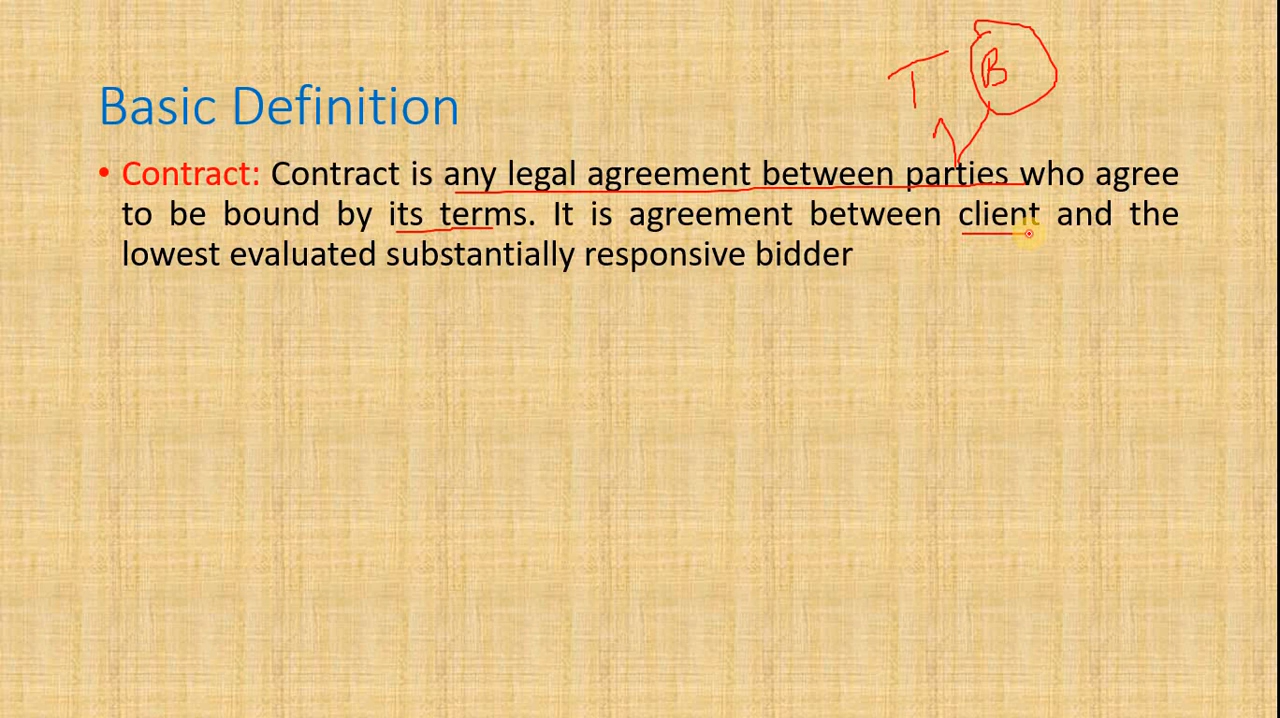 T B
Basic Definition
• Contract: Contract is any legal agreement between parties who agree
to be bound by its terms. It is agreement between client and the
lowest evaluated substantially responsive bidder